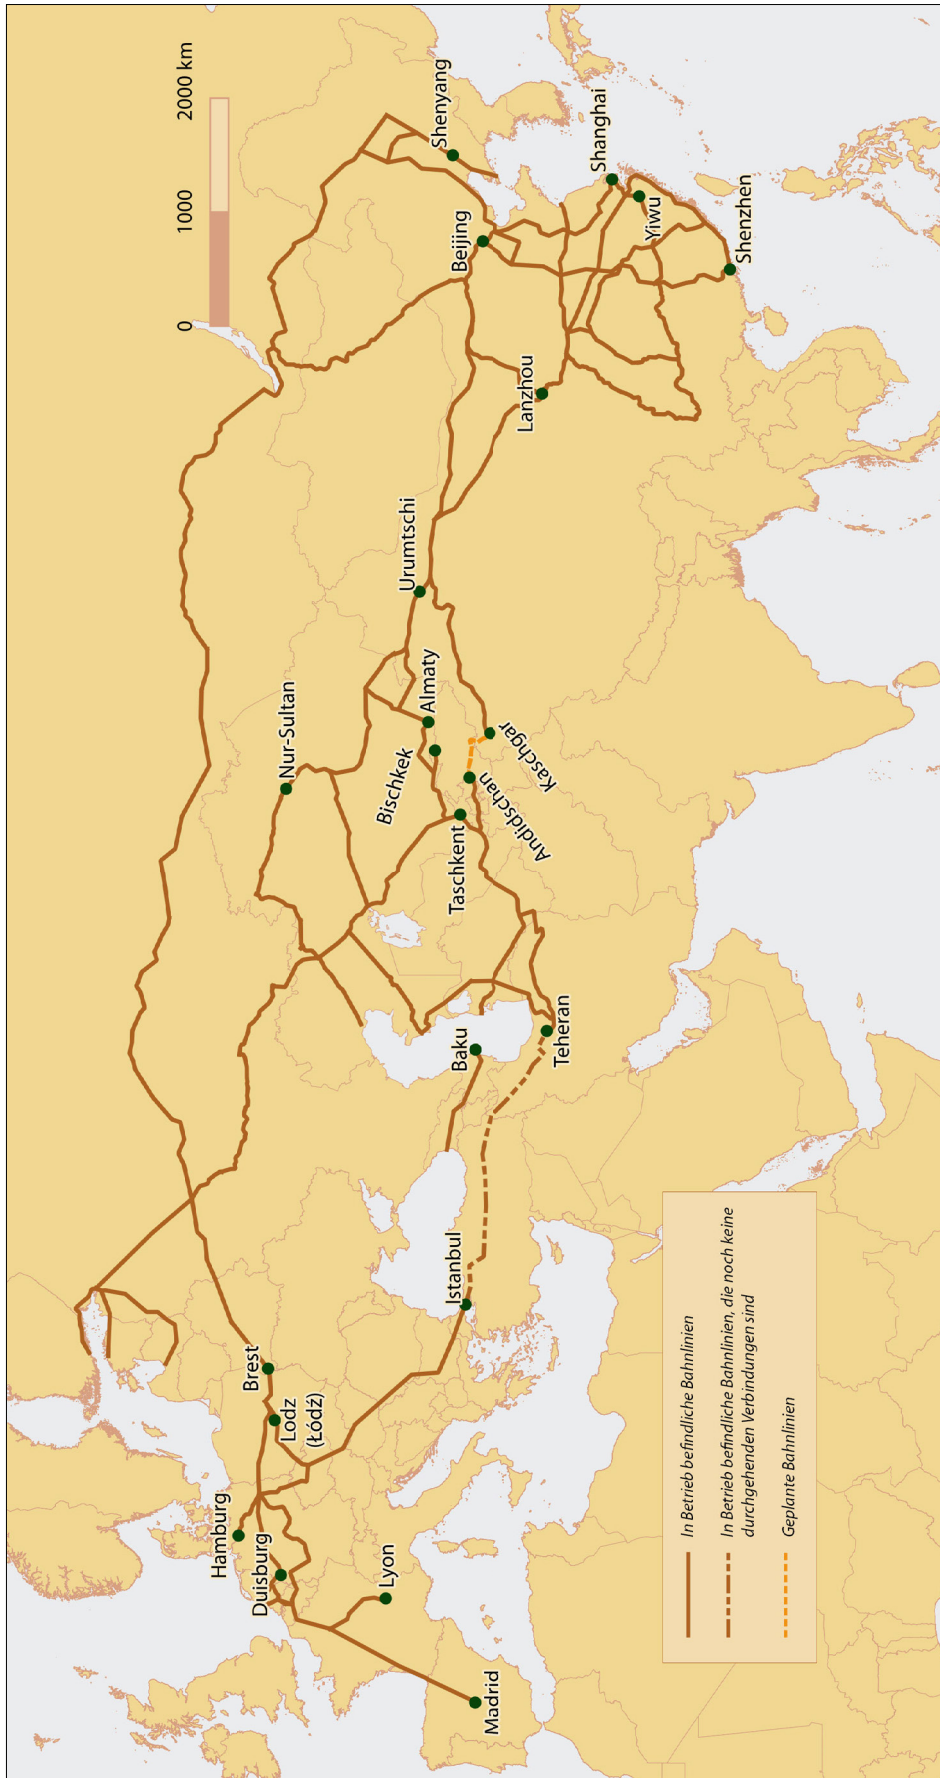 0
1000
2000 km
Hamburg
Duisburg
Lyon
Madrid
Brest
Lodz
(Łódź)
Istanbul
Baku
Teheran
Nur-Sultan
Bischkek
Almaty
Taschkent
Andidschan
Kaschgar
Urumtschi
Lanzhou
Beijing
Shenyang
Shanghai
Yiwu
Shenzhen
In Betrieb befindliche Bahnlinien
In Betrieb befindliche Bahnlinien, die noch keine
durchgehenden Verbindungen sind
Geplante Bahnlinien